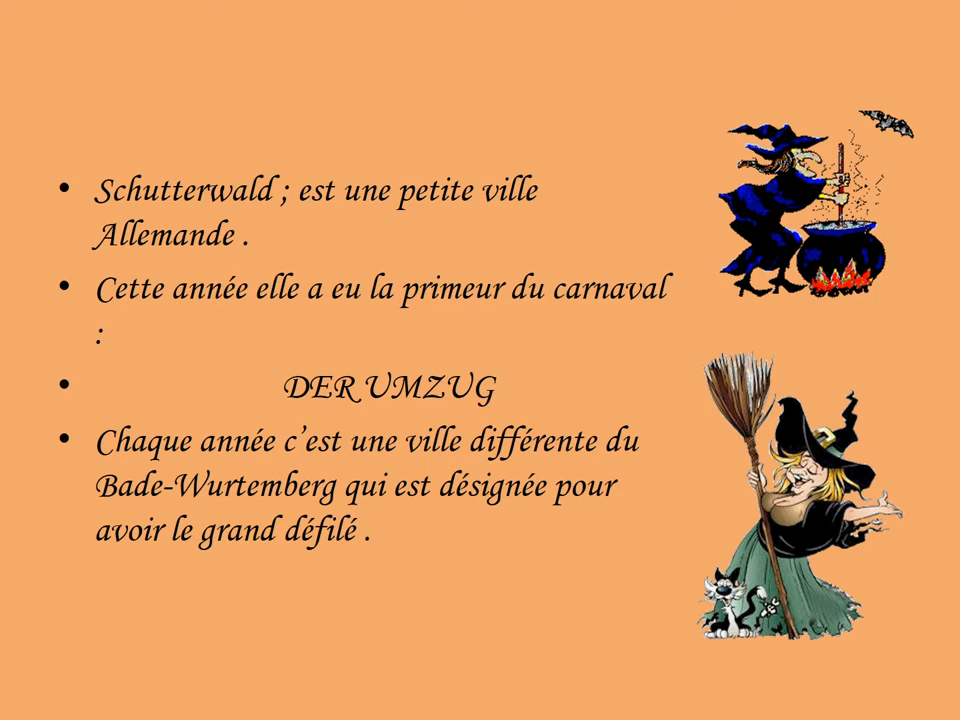 • Schutterwald ; est une petite ville
Allemande .
• Cette année elle a eu la primeur du carnaval
:
• DER UMZUG
• Chaque année c’est une ville différente du
Bade-Wurtemberg qui est désignée pour
avoir le grand défilé .